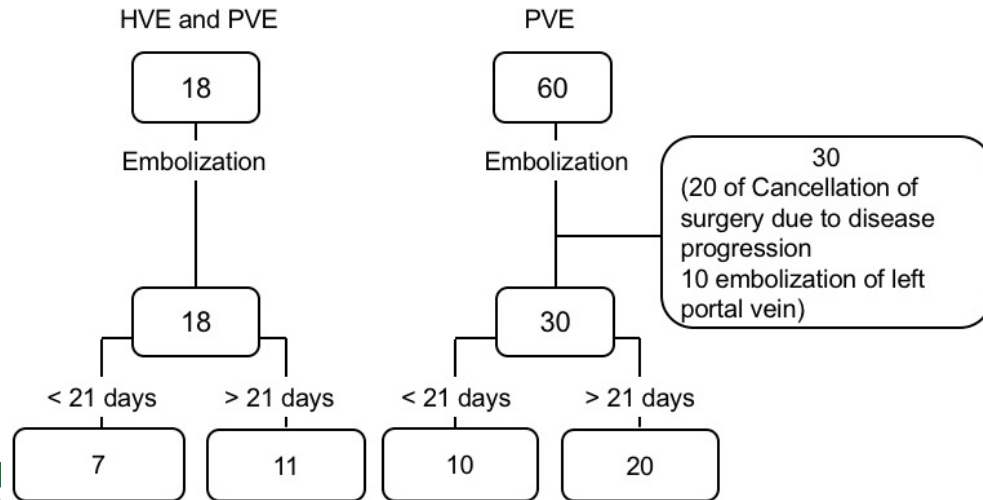 HVE and PVE
PVE
18
60
Embolization
Embolization
30
(20 of Cancellation of
surgery due to disease
progression
10 embolization of left
portal vein)
18
30
< 21 days
> 21 days
< 21 days
> 21 days
7
11
10
20